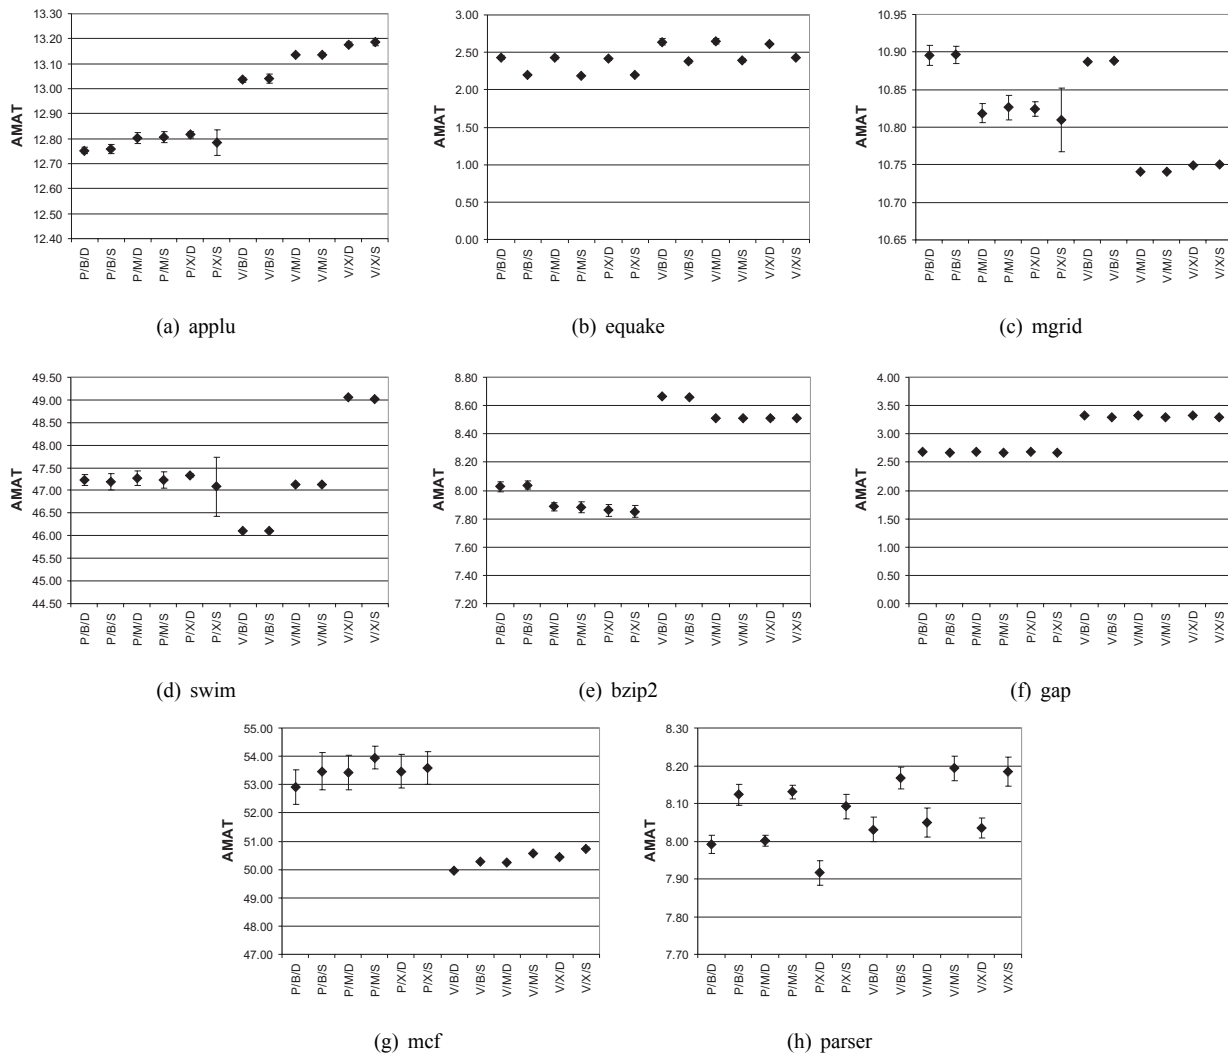 13.30
13.20
13.10
13.00
12.90
12.80
12.70
12.60
12.50
12.40
AMAT
P/B/D
P/B/S
P/M/D
P/M/S
P/X/D
P/X/S
V/B/D
V/B/S
V/M/D
V/M/S
V/X/D
V/X/S
(a) applu
3.00
2.50
2.00
1.50
1.00
0.50
0.00
AMAT
P/B/D
P/B/S
P/M/D
P/M/S
P/X/D
P/X/S
V/B/D
V/B/S
V/M/D
V/M/S
V/X/D
V/X/S
(b) equake
10.95
10.90
10.85
10.80
10.75
10.70
10.65
AMAT
P/B/D
P/B/S
P/M/D
P/M/S
P/X/D
P/X/S
V/B/D
V/B/S
V/M/D
V/M/S
V/X/D
V/X/S
(c) mgrid
49.50
49.00
48.50
48.00
47.50
47.00
46.50
46.00
45.50
45.00
44.50
AMAT
P/B/D
P/B/S
P/M/D
P/M/S
P/X/D
P/X/S
V/B/D
V/B/S
V/M/D
V/M/S
V/X/D
V/X/S
(d) swim
8.80
8.60
8.40
8.20
8.00
7.80
7.60
7.40
7.20
AMAT
P/B/D
P/B/S
P/M/D
P/M/S
P/X/D
P/X/S
V/B/D
V/B/S
V/M/D
V/M/S
V/X/D
V/X/S
(e) bzip2
4.00
3.50
3.00
2.50
2.00
1.50
1.00
0.50
0.00
AMAT
P/B/D
P/B/S
P/M/D
P/M/S
P/X/D
P/X/S
V/B/D
V/B/S
V/M/D
V/M/S
V/X/D
V/X/S
(f) gap
55.00
54.00
53.00
52.00
51.00
50.00
49.00
48.00
47.00
AMAT
P/B/D
P/B/S
P/M/D
P/M/S
P/X/D
P/X/S
V/B/D
V/B/S
V/M/D
V/M/S
V/X/D
V/X/S
(g) mcf
8.30
8.20
8.10
8.00
7.90
7.80
7.70
AMAT
P/B/D
P/B/S
P/M/D
P/M/S
P/X/D
P/X/S
V/B/D
V/B/S
V/M/D
V/M/S
V/X/D
V/X/S
(h) parser